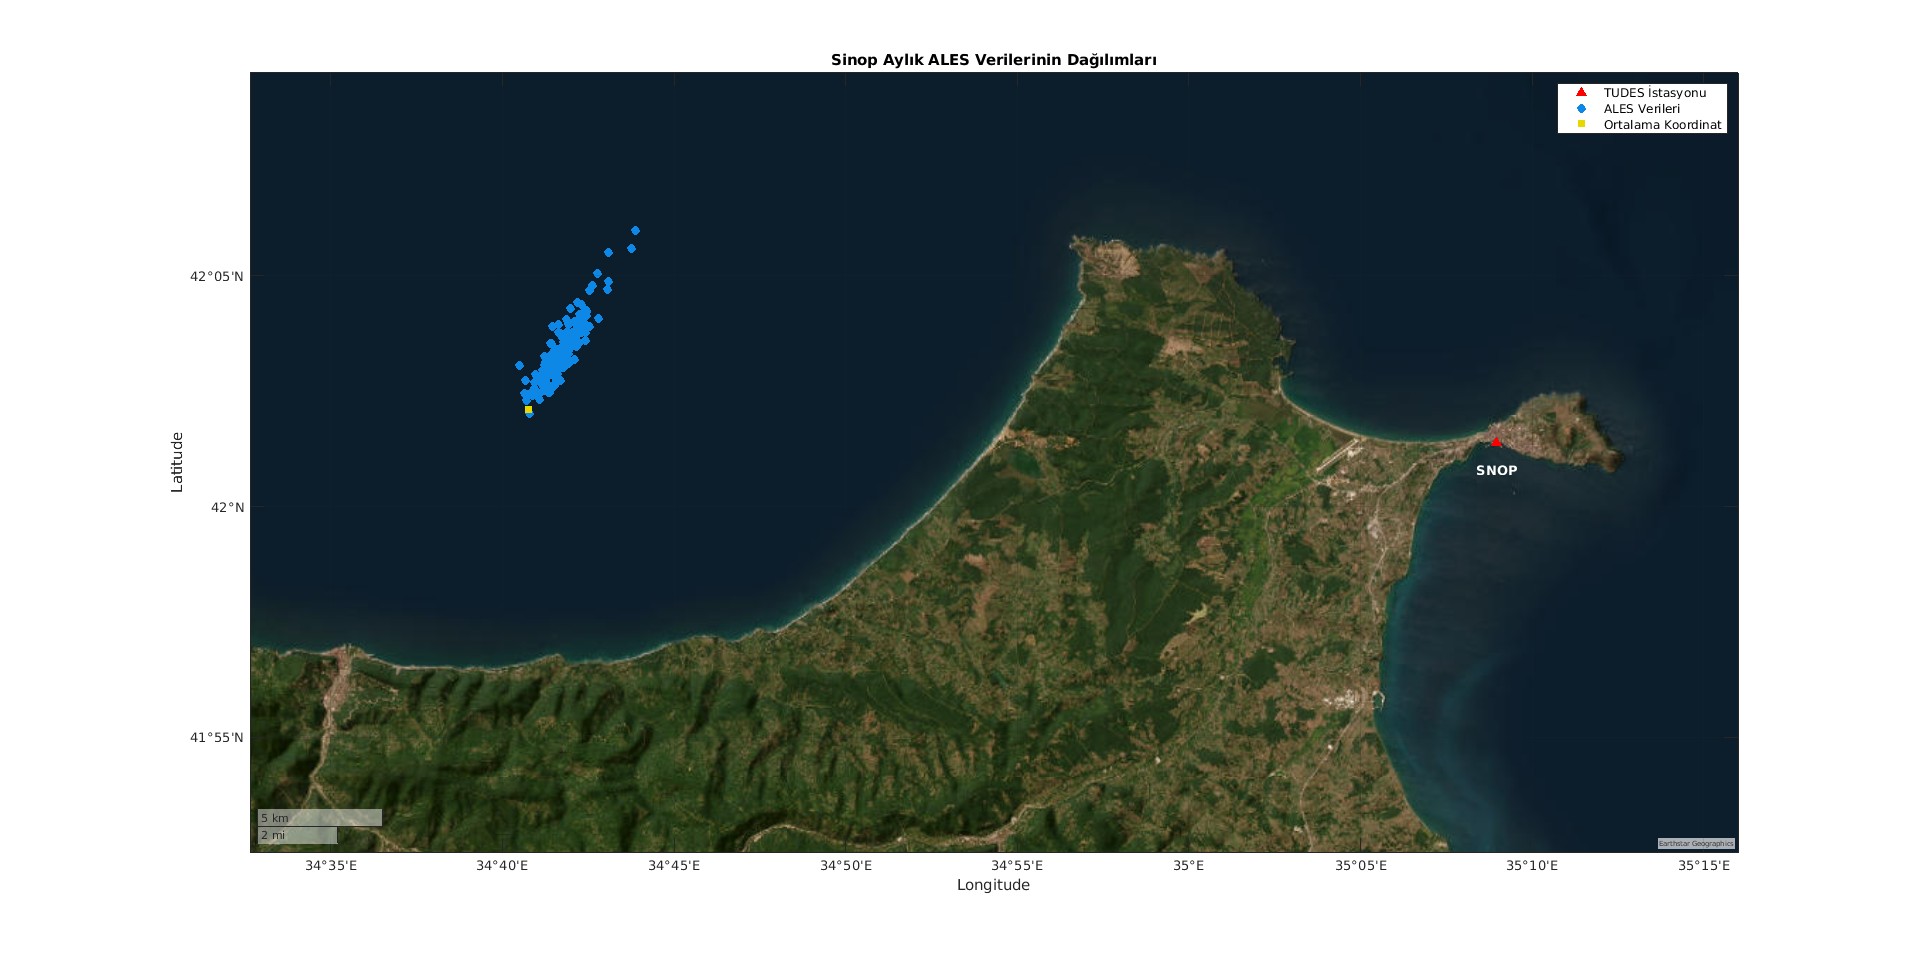 Sinop Aylık ALES Verilerinin Dağılımları
TUDES İstasyonu
ALES Verileri
Ortalama Koordinat
42°05'N
42°N
41°55'N
Latitude
SNOP
5 km
2 mi
Earthstar Geographics
34°35'E
34°40'E
34°45'E
34°50'E
34°55'E
35°E
35°05'E
35°10'E
35°15'E
Longitude